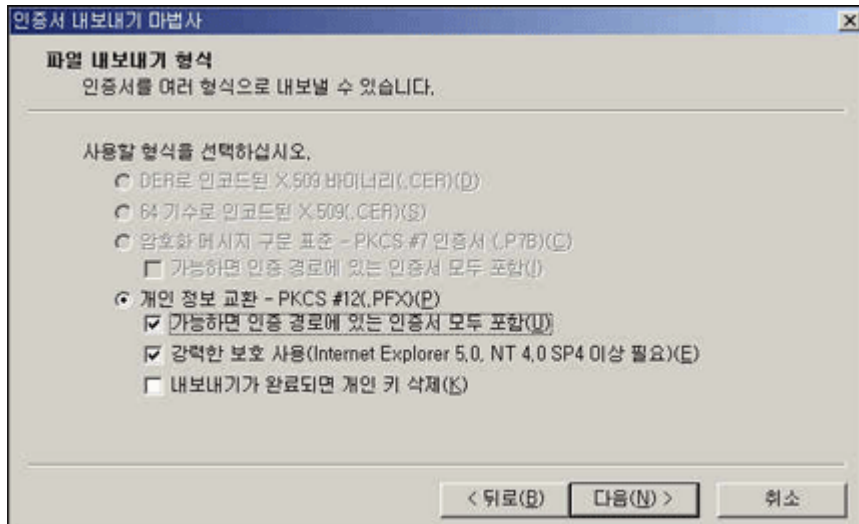 인증서 내보내기 마법사
파일 내보내기 형식
인증서를 여러 형식으로 내보낼 수 있습니다.
사용할 형식을 선택하십시오.
DER로 인코드된 X.509 바이너리(.CER)(D)
64 기수로 인코드된 X.509(.CER)(S)
암호화 메시지 구문 표준 - PKCS #7 인증서 (.P7B)(C)
가능하면 인증 경로에 있는 인증서 모두 포함(I)
개인 정보 교환 - PKCS #12(.PFX)(P)
가능하면 인증 경로에 있는 인증서 모두 포함(U)
강력한 보호 사용(Internet Explorer 5.0, NT 4.0 SP4 이상 필요)(E)
내보내기가 완료되면 개인 키 삭제(K)
< 뒤로(B) 다음(N) > 취소